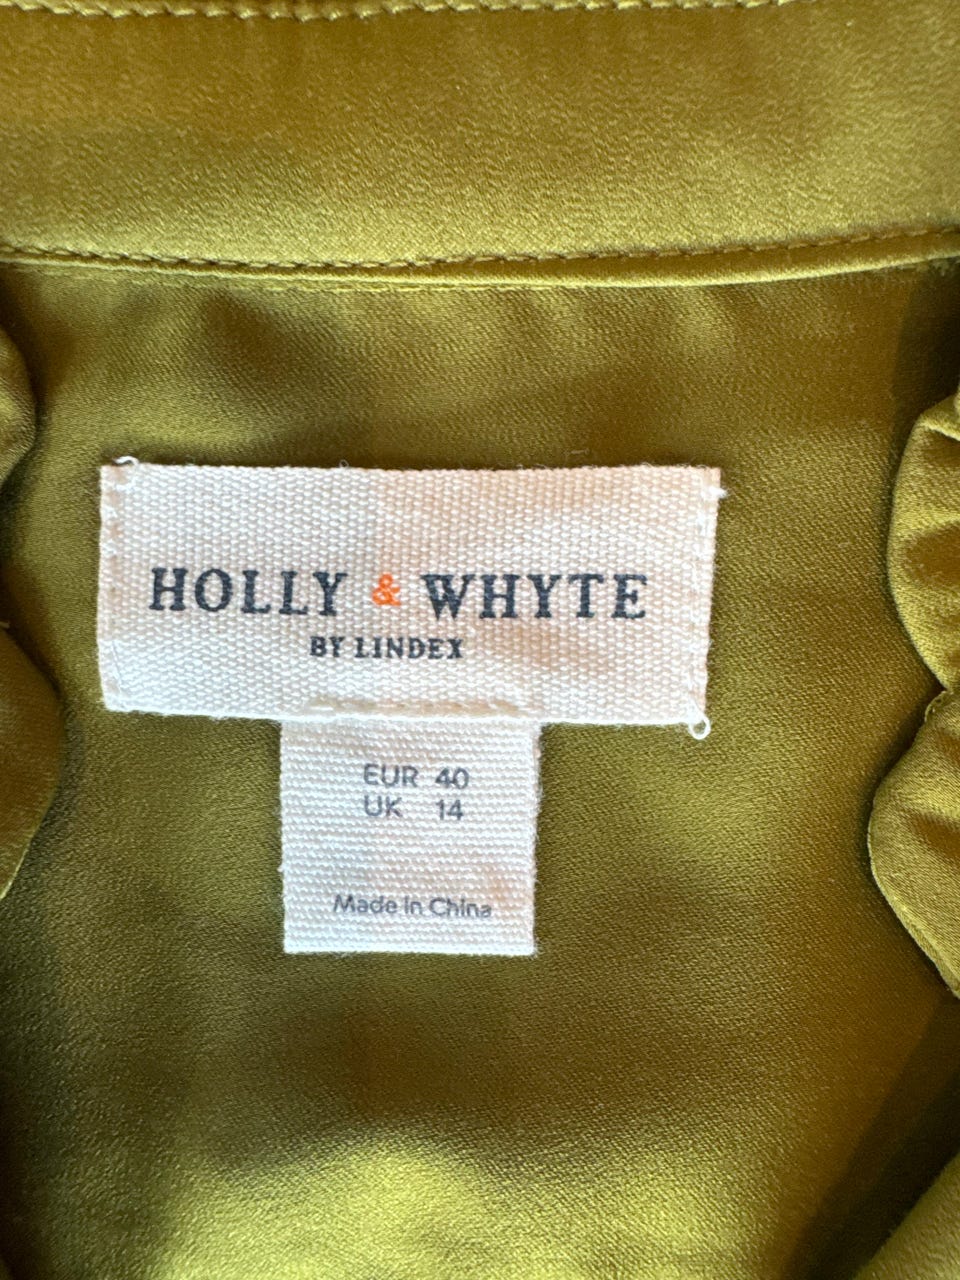 HOLLY & WHYTE
BY LINDEX
EUR 40
UK 14
Made in China